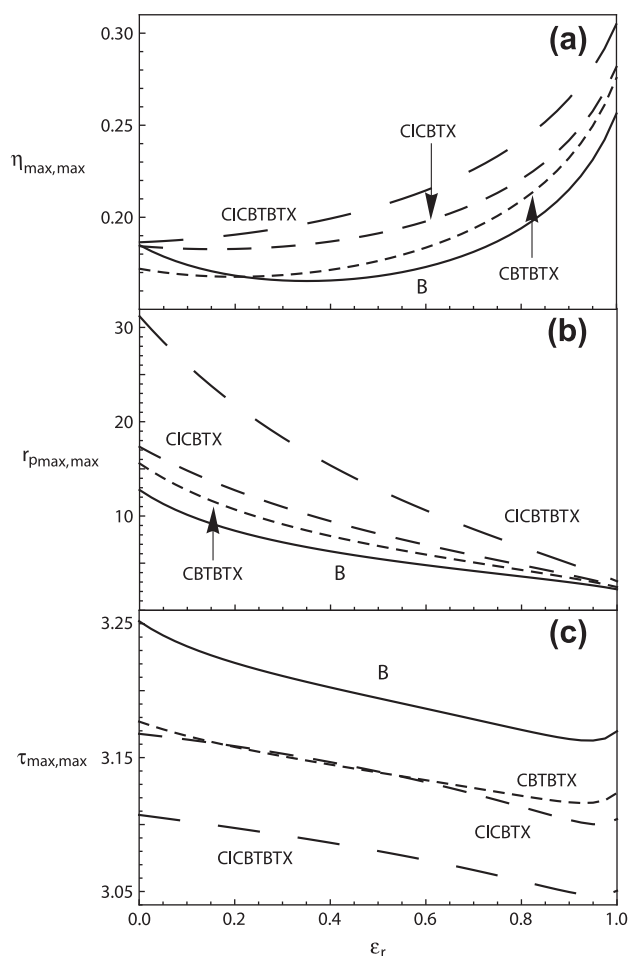 (a)
0.30
0.25
CICBTX
ηmax,max
CICBTBTX
0.20
CBTBTX
B
(b)
30
20
CICBTX
rpmax,max
CICBTBTX
10
CBTBTX
B
(c)
3.25
B
3.15
τmax,max
CBTBTX
CICBTX
CICBTBTX
3.05
0.0 0.2 0.4 0.6 0.8 1.0
εr